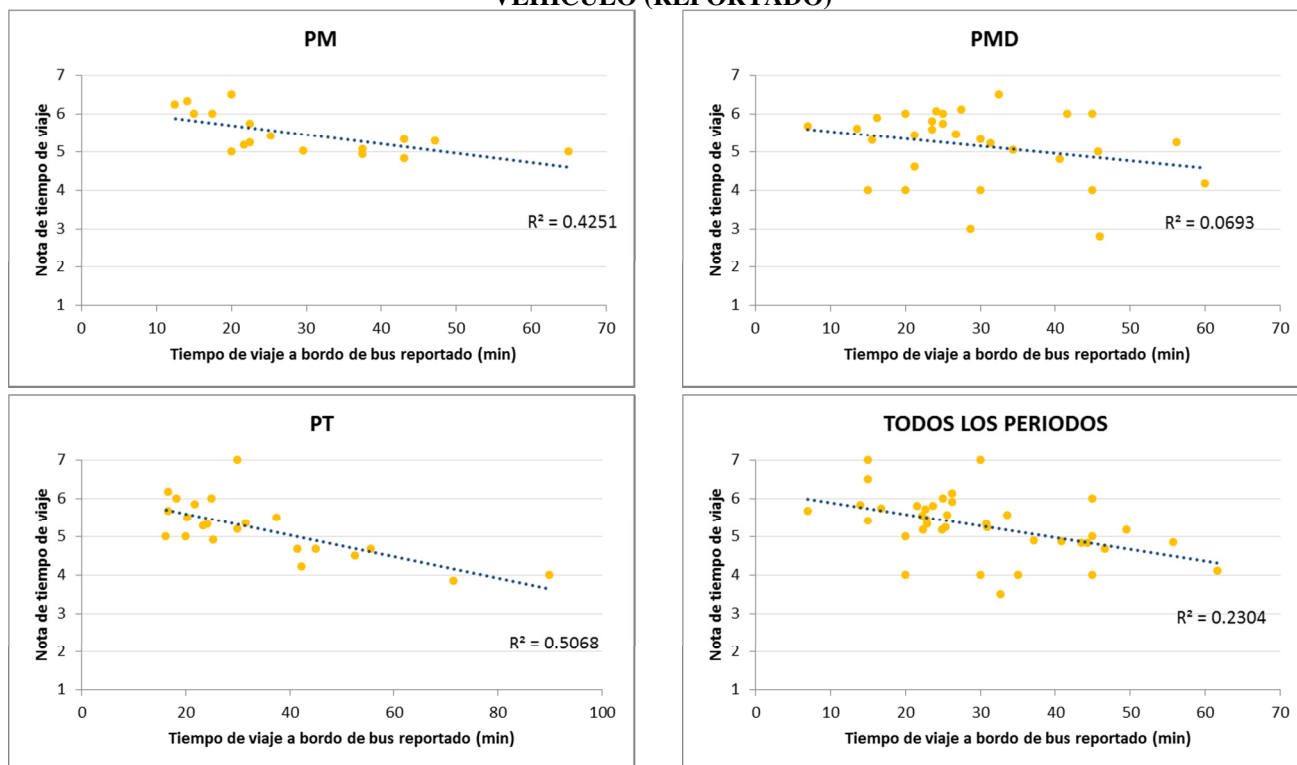 VEHÍCULO (REPORTADO)
PM
7
6
5
4
3
2
1
Nota de tiempo de viaje
R² = 0.4251
0 10 20 30 40 50 60 70
Tiempo de viaje a bordo de bus reportado (min)
PMD
7
6
5
4
3
2
1
Nota de tiempo de viaje
R² = 0.0693
0 10 20 30 40 50 60 70
Tiempo de viaje a bordo de bus reportado (min)
PT
7
6
5
4
3
2
1
Nota de tiempo de viaje
R² = 0.5068
0 20 40 60 80 100
Tiempo de viaje a bordo de bus reportado (min)
TODOS LOS PERIODOS
7
6
5
4
3
2
1
Nota de tiempo de viaje
R² = 0.2304
0 10 20 30 40 50 60 70
Tiempo de viaje a bordo de bus reportado (min)